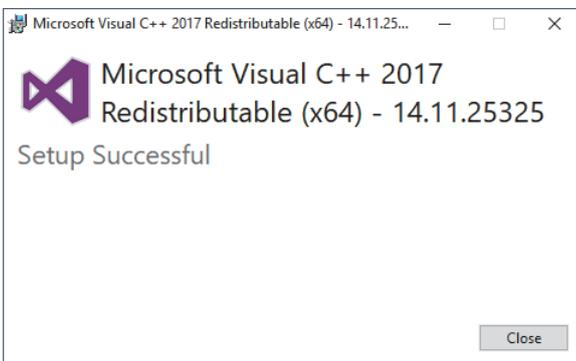 Microsoft Visual C++ 2017 Redistributable (x64) - 14.11.25...
Microsoft Visual C++ 2017
Redistributable (x64) - 14.11.25325
Setup Successful
Close